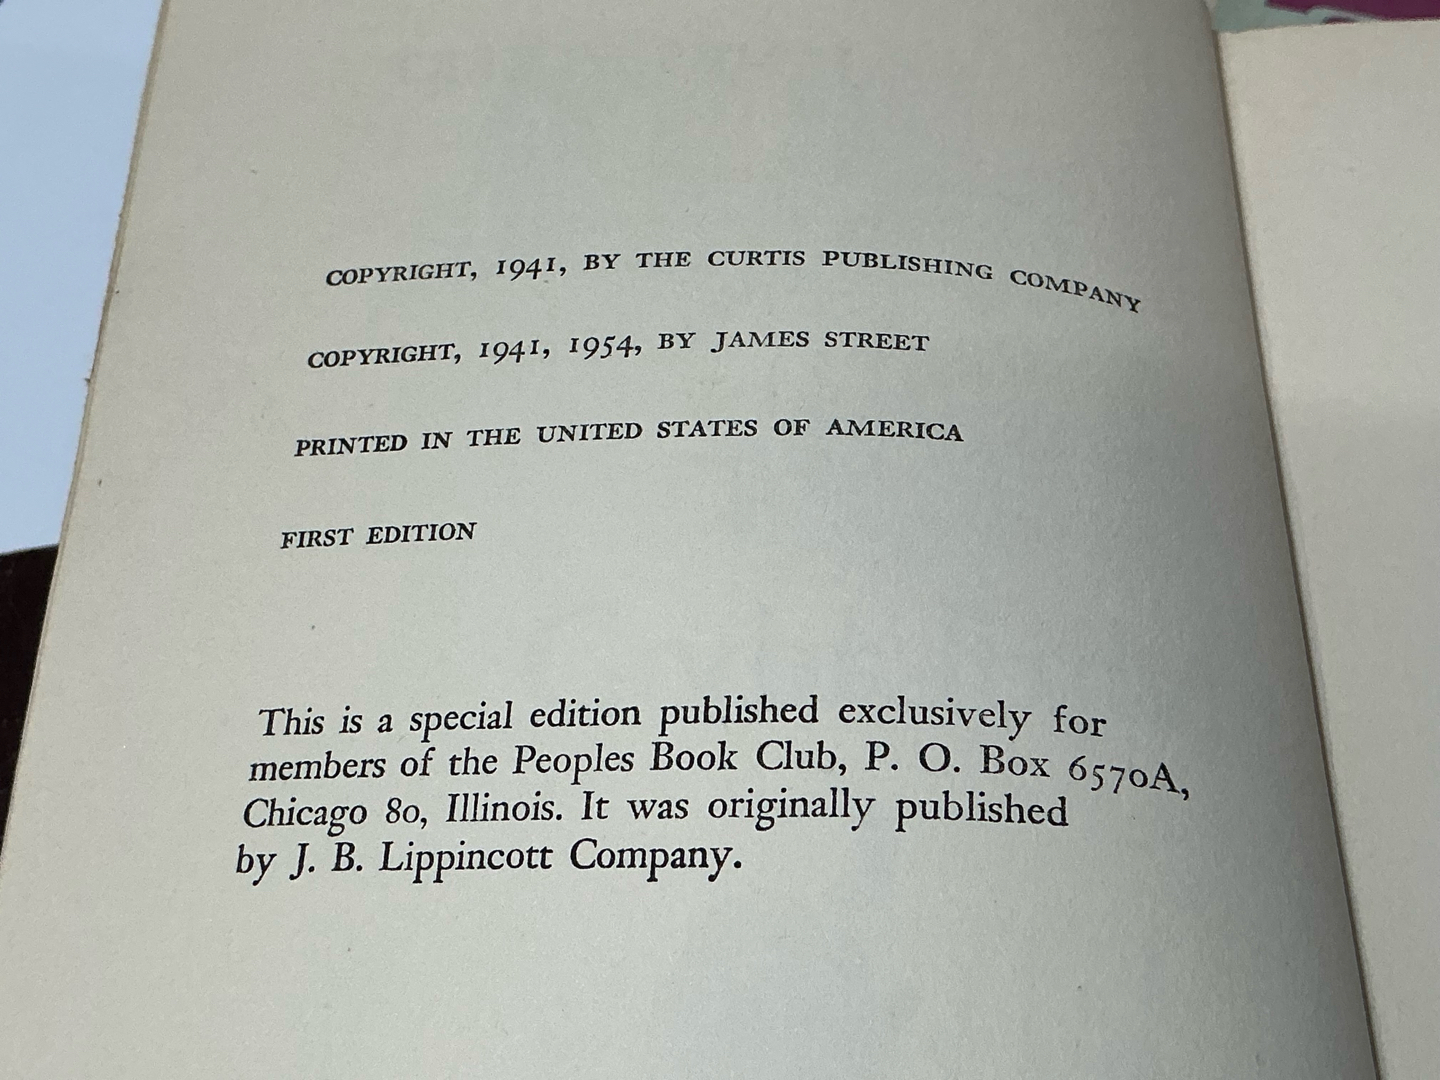 COPYRIGHT, 1941, BY THE CURTIS PUBLISHING COMPANY
COPYRIGHT, 1941, 1954, BY JAMES STREET
PRINTED IN THE UNITED STATES OF AMERICA
FIRST EDITION
This is a special edition published exclusively for
members of the Peoples Book Club, P. O. Box 6570A,
Chicago 80, Illinois. It was originally published
by J. B. Lippincott Company.